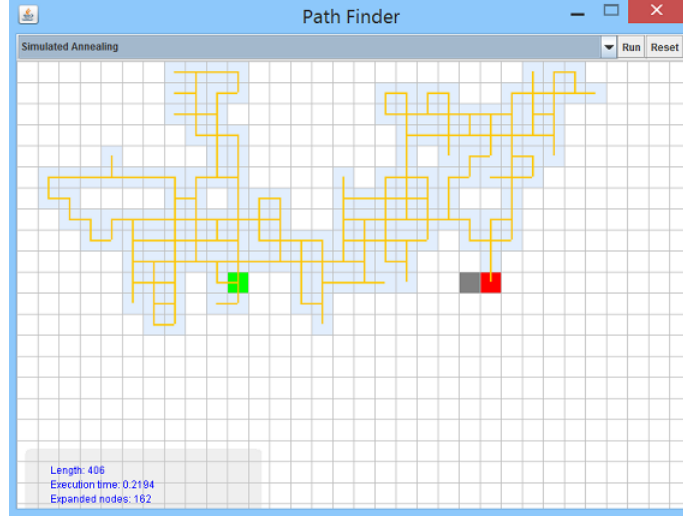 Path Finder
Simulated Annealing
Run
Reset
Length: 406
Execution time: 0.2194
Expanded nodes: 162